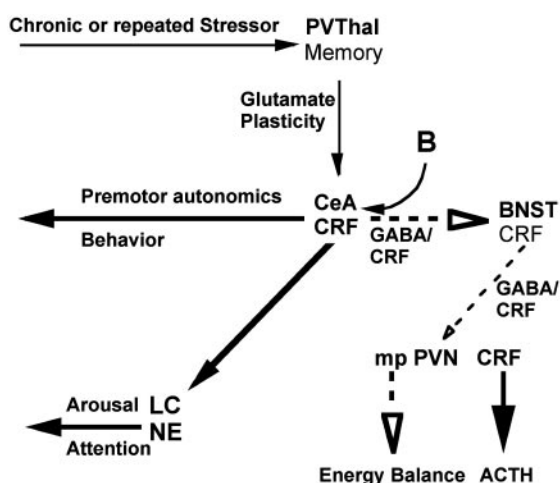 Chronic or repeated Stressor
PVThal
Memory
Glutamate
Plasticity
B
Premotor autonomics
Behavior
CeA
CRF
GABA/
CRF
BNST
CRF
GABA/
CRF
mp PVN CRF
Arousal
Attention
LC
NE
Energy Balance ACTH